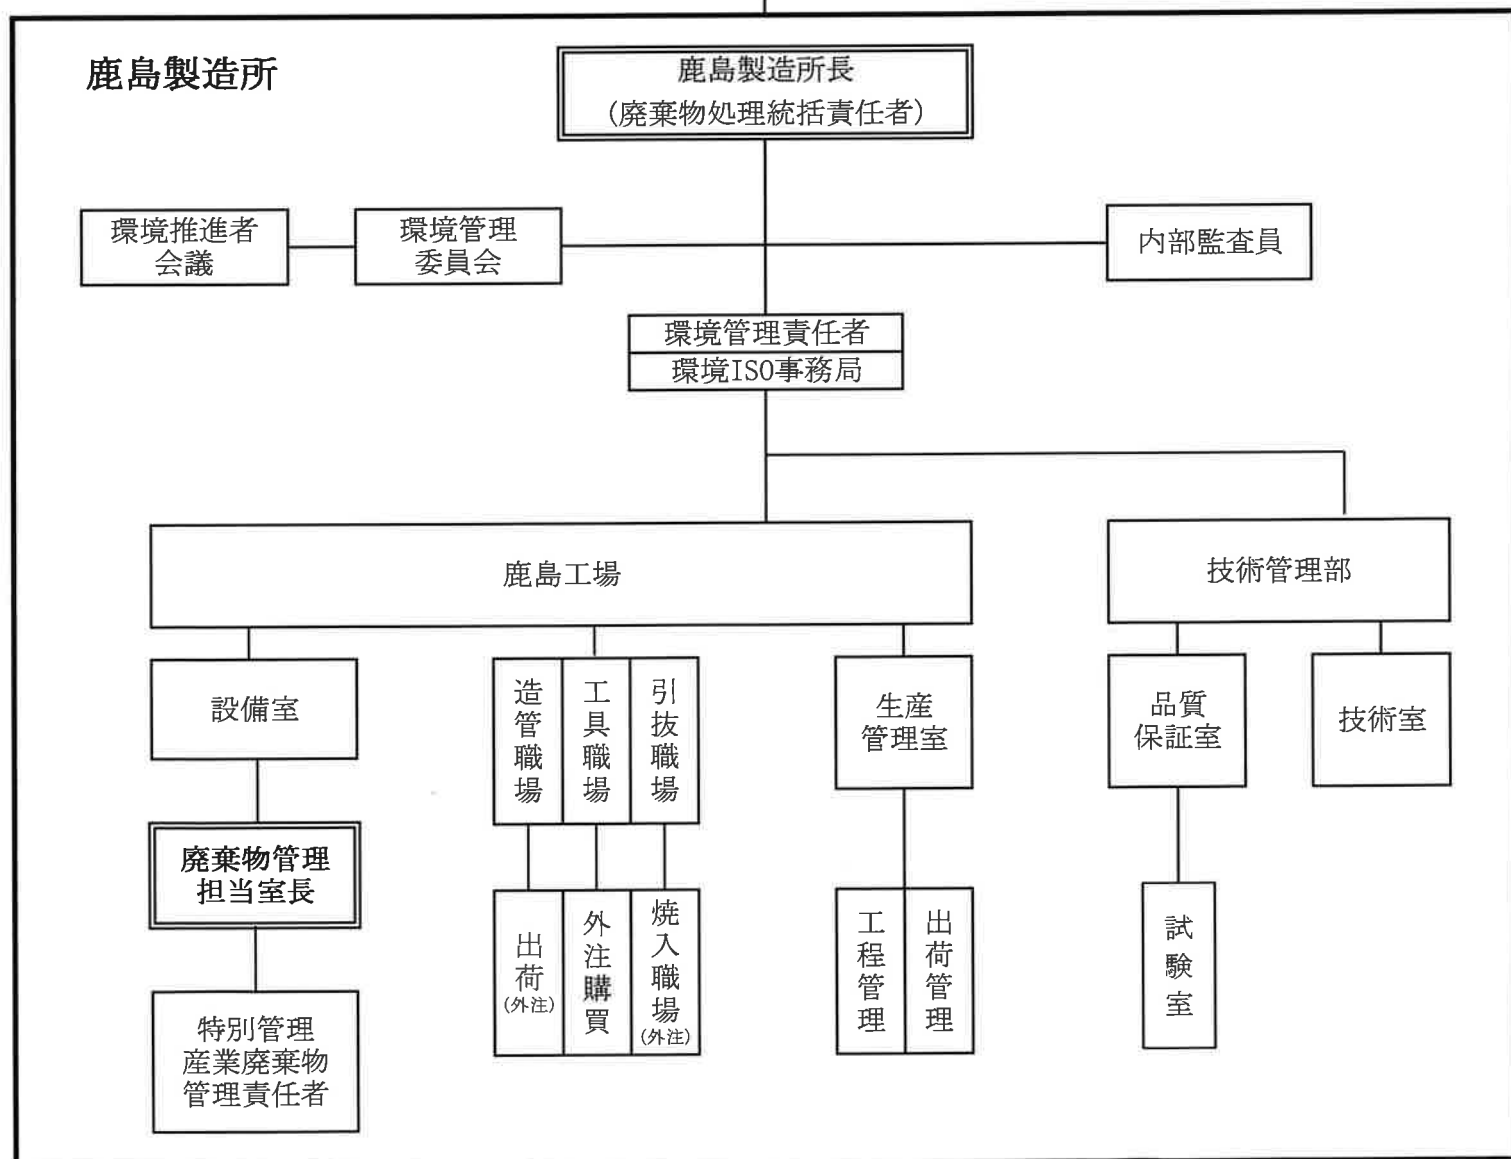 鹿島製造所
鹿島製造所長
(廃棄物処理統括責任者)
環境推進者
会議
環境管理
委員会
内部監査員
環境管理責任者
環境ISO事務局
鹿島工場
技術管理部
設備室
造管職場
工具職場
引抜職場
生産
管理室
品質
保証室
技術室
廃棄物管理
担当室長
出荷
(外注)
外注購買
焼入職場
(外注)
工程管理
出荷管理
試験室
特別管理
産業廃棄物
管理責任者